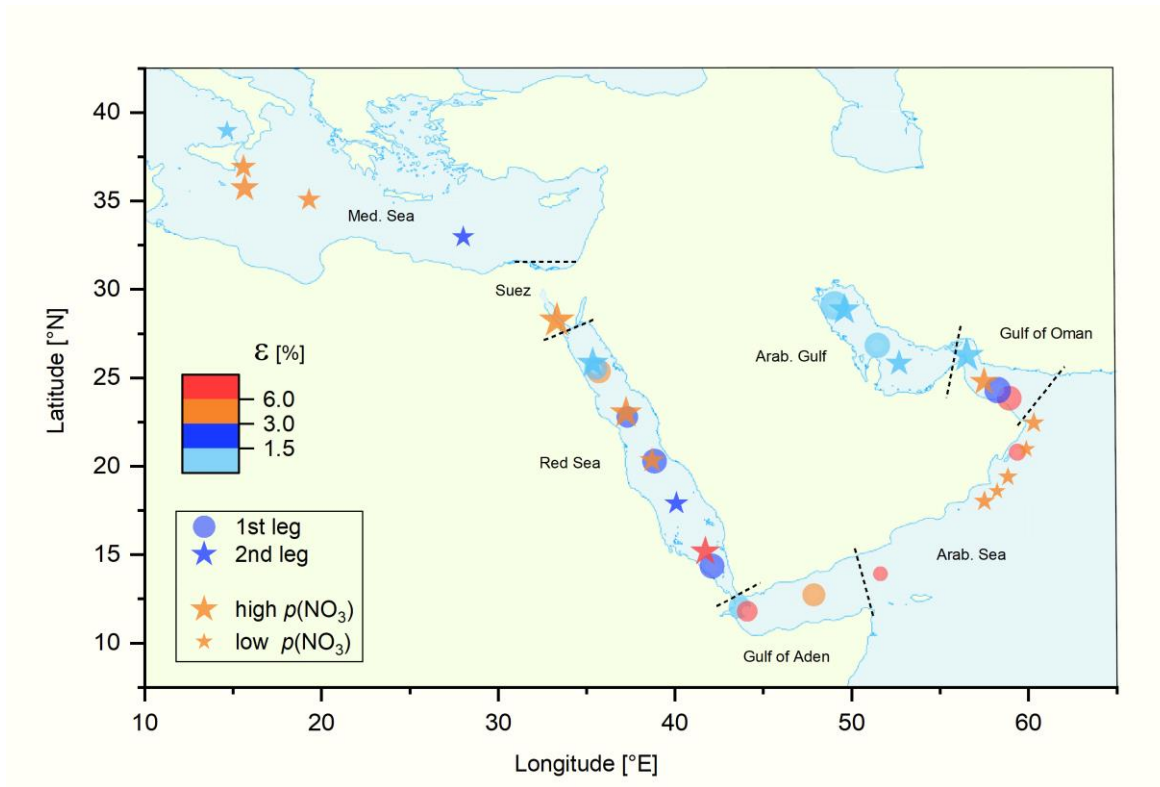 40
35
30
25
20
15
10
Latitude [°N]
Med. Sea
Suez
Gulf of Oman
Arab. Gulf
ε [%]
6.0
3.0
1.5
Red Sea
1st leg
2nd leg
Arab. Sea
high p(NO₃)
low p(NO₃)
Gulf of Aden
10 20 30 40 50 60
Longitude [°E]